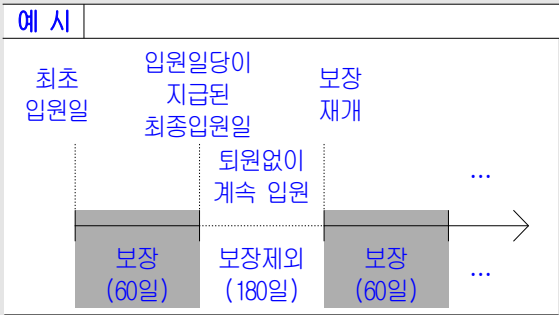 예 시
최초
입원일
입원일당이
지급된
최종입원일
보장
재개
퇴원없이
계속 입원
...
보장
(60일)
보장제외
(180일)
보장
(60일)
...